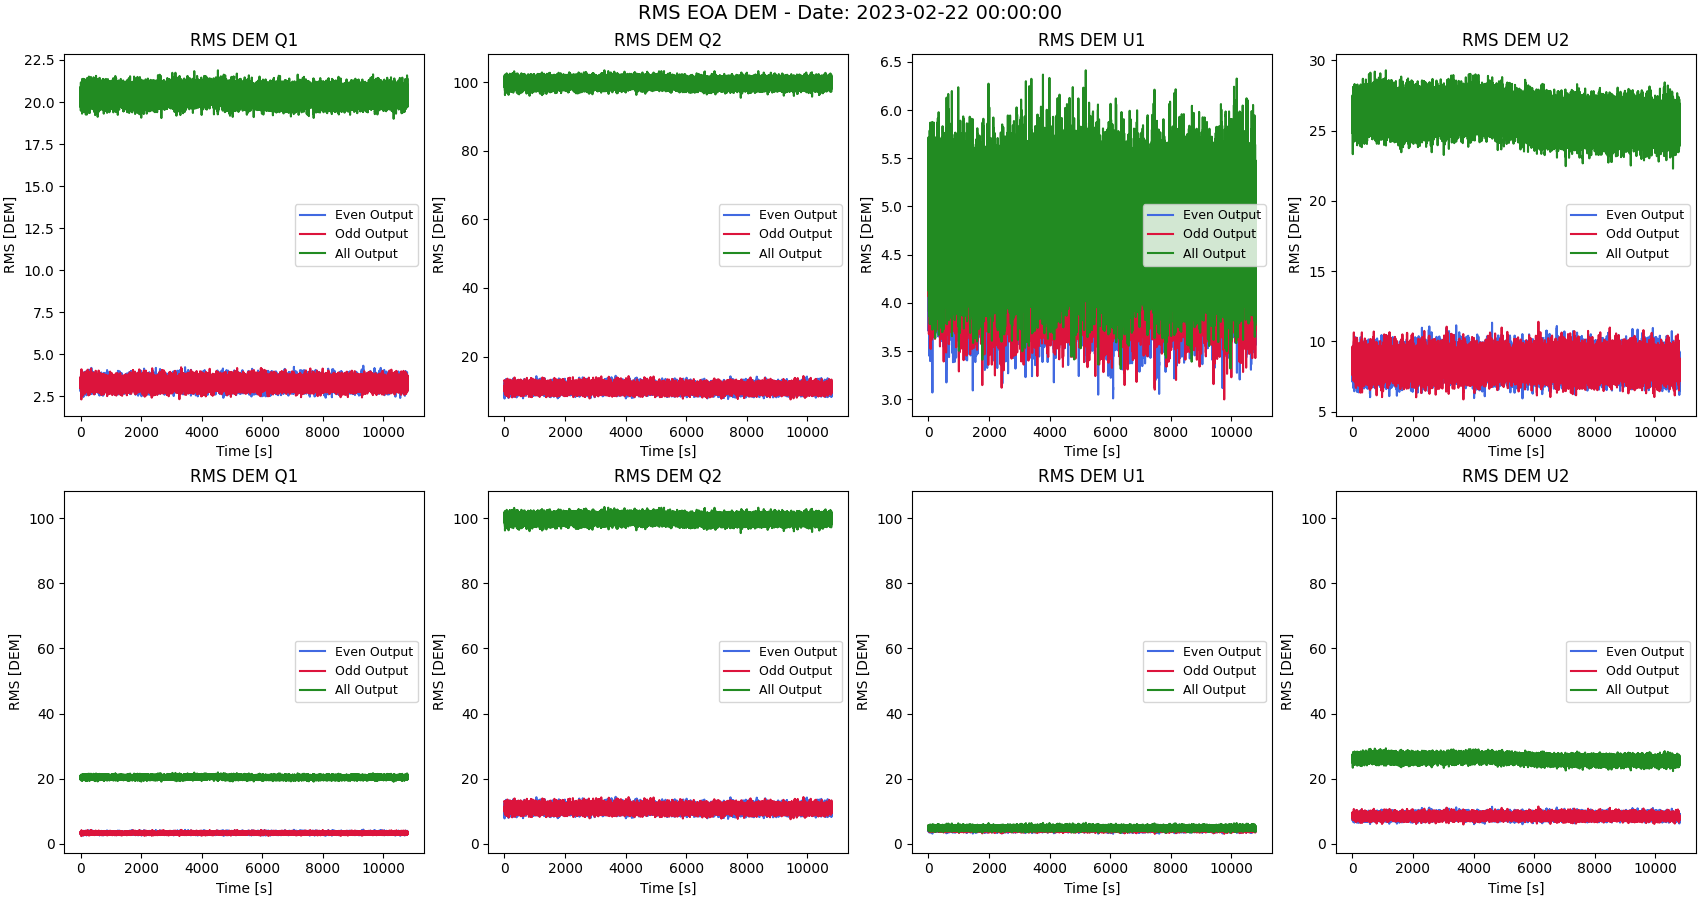 RMS EOA DEM - Date: 2023-02-22 00:00:00
RMS DEM Q1
RMS [DEM]
22.5
20.0
17.5
15.0
12.5
10.0
7.5
5.0
2.5
Even Output
Odd Output
All Output
0 2000 4000 6000 8000 10000
Time [s]
RMS DEM Q2
RMS [DEM]
100
80
60
40
20
Even Output
Odd Output
All Output
0 2000 4000 6000 8000 10000
Time [s]
RMS DEM U1
RMS [DEM]
6.5
6.0
5.5
5.0
4.5
4.0
3.5
3.0
Even Output
Odd Output
All Output
0 2000 4000 6000 8000 10000
Time [s]
RMS DEM U2
RMS [DEM]
30
25
20
15
10
5
Even Output
Odd Output
All Output
0 2000 4000 6000 8000 10000
Time [s]
RMS DEM Q1
RMS [DEM]
100
80
60
40
20
0
Even Output
Odd Output
All Output
0 2000 4000 6000 8000 10000
Time [s]
RMS DEM Q2
RMS [DEM]
100
80
60
40
20
0
Even Output
Odd Output
All Output
0 2000 4000 6000 8000 10000
Time [s]
RMS DEM U1
RMS [DEM]
100
80
60
40
20
0
Even Output
Odd Output
All Output
0 2000 4000 6000 8000 10000
Time [s]
RMS DEM U2
RMS [DEM]
100
80
60
40
20
0
Even Output
Odd Output
All Output
0 2000 4000 6000 8000 10000
Time [s]